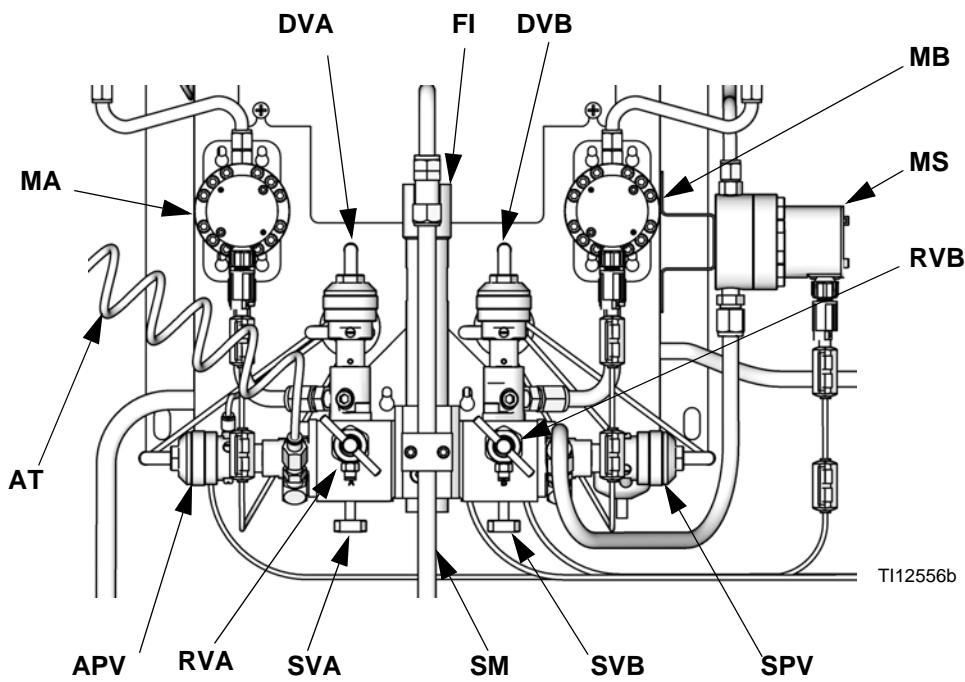 DVA FI DVB
MB
MS
MA
RVB
AT
TI12556b
APV RVA SVA SM SVB SPV